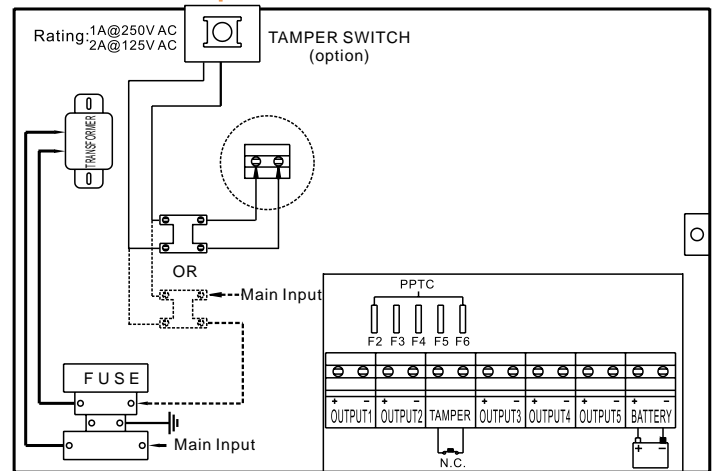 Rating: 1A@250V AC
2A@125V AC
TAMPER SWITCH
(option)
TRANSFORMER
OR
Main Input
PPTC
F2 F3 F4 F5 F6
FUSE
Main Input
+ - + - + - + - + - + -
OUTPUT1 OUTPUT2 TAMPER OUTPUT3 OUTPUT4 OUTPUT5 BATTERY
+ -
N.C.